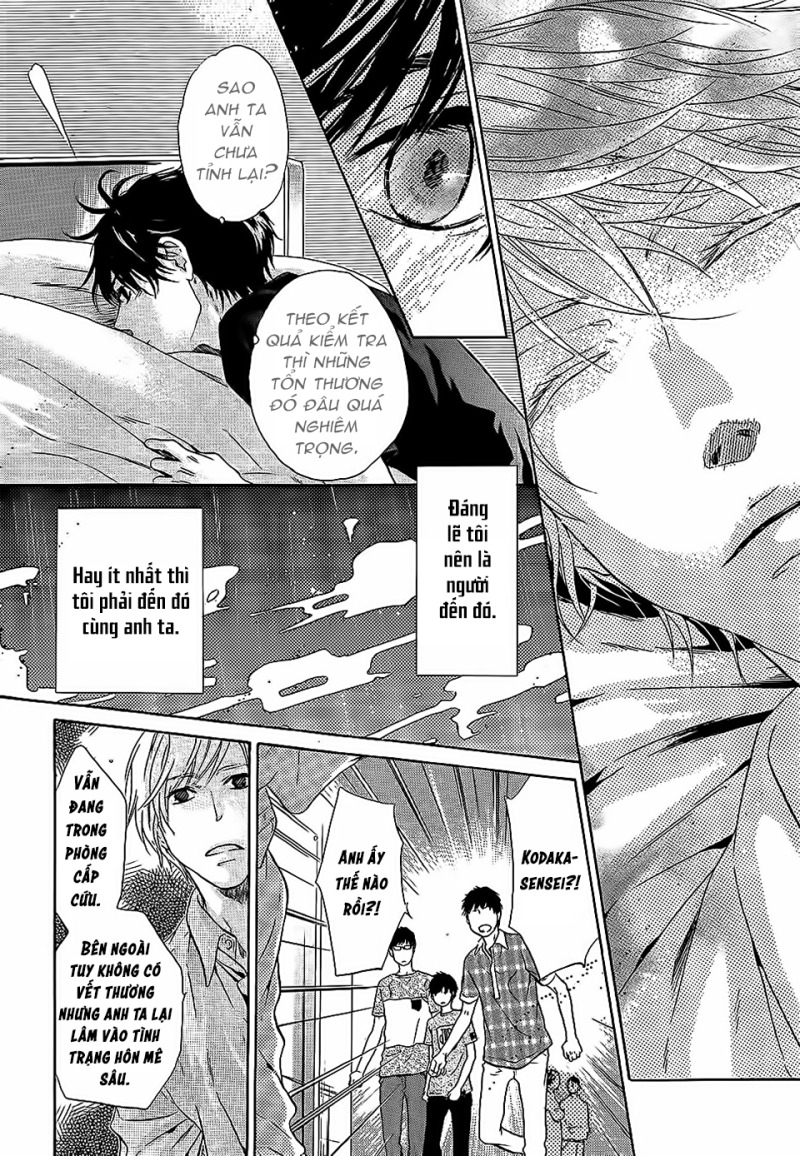 SAO
ANH TA
VẪN
CHƯA
TỈNH LẠI?
THEO KẾT
QUẢ KIỂM TRA
THÌ NHỮNG
TỔN THƯƠNG
ĐÓ ĐÂU QUÁ
NGHIÊM
TRỌNG.
Đáng
lẽ tôi
nên là
người
đến đó.
Hay ít nhất thì
tôi phải đến đó
cùng anh ta.
KODAKA-
SENSEI?!
ANH ẤY
THẾ NÀO
RỒI?!
VẪN
ĐANG
TRONG
PHÒNG
CẤP
CỨU.
BÊN NGOÀI
TUY KHÔNG CÓ
VẾT THƯƠNG
NHƯNG ANH TA LẠI
LÂM VÀO TÌNH
TRẠNG HÔN MÊ
SÂU.